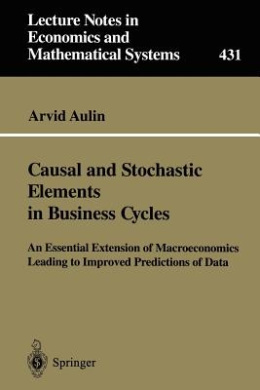 Lecture Notes in
Economics and
Mathematical Systems 431
Arvid Aulin
Causal and Stochastic
Elements
in Business Cycles
An Essential Extension of Macroeconomics
Leading to Improved Predictions of Data
Springer